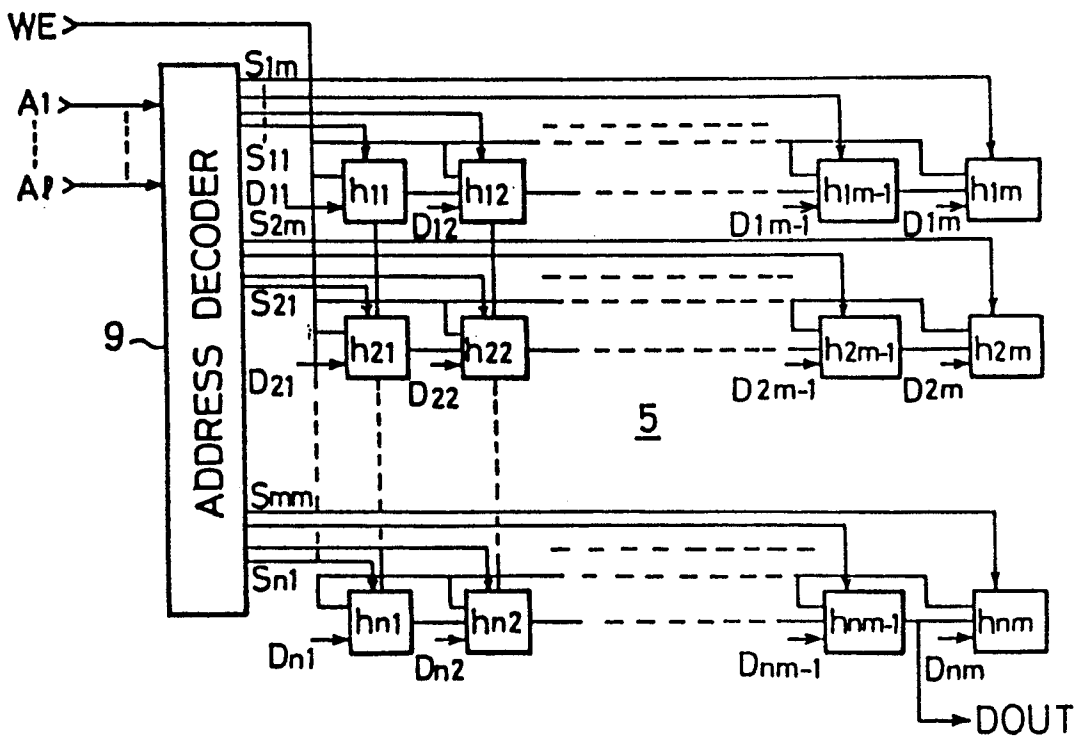 WE
S1m
A1
Aℓ
ADDRESS DECODER
S11
D11
h11
h12
h1m-1
h1m
D12
D1m-1
D1m
S2m
S21
9
h21
h22
h2m-1
h2m
D21
D22
D2m-1
D2m
5
Smm
Sn1
hn1
hn2
hnm-1
hnm
Dn1
Dn2
Dnm-1
Dnm
DOUT